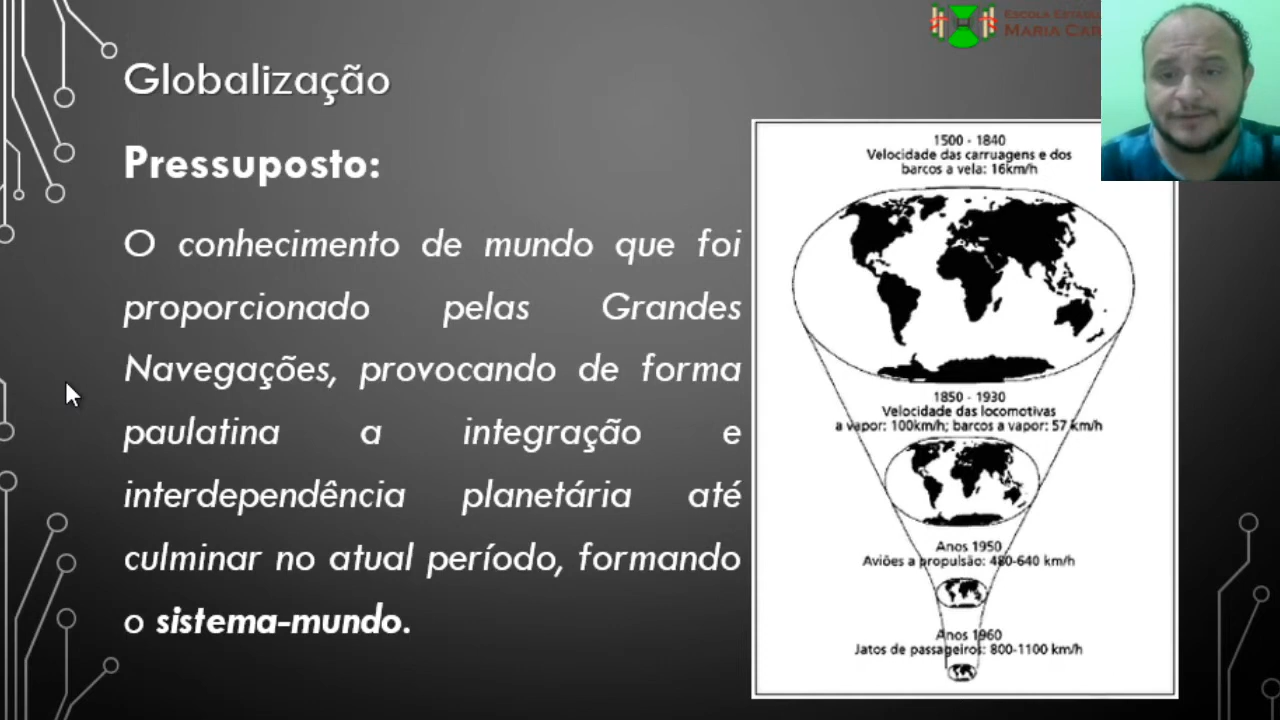 Globalização
Pressuposto:
O conhecimento de mundo que foi
proporcionado pelas Grandes
Navegações, provocando de forma
paulatina a integração e
interdependência planetária até
culminar no atual período, formando
o sistema-mundo.
MARIA
1500 - 1840
Velocidade das carruagens e dos
barcos a vela: 16km/h
1850 - 1930
Velocidade das locomotivas
a vapor: 100km/h; barcos a vapor: 57 km/h
Anos 1950
Aviões a propulsão: 480-640 km/h
Anos 1960
Jatos de passageiros: 800-1100 km/h